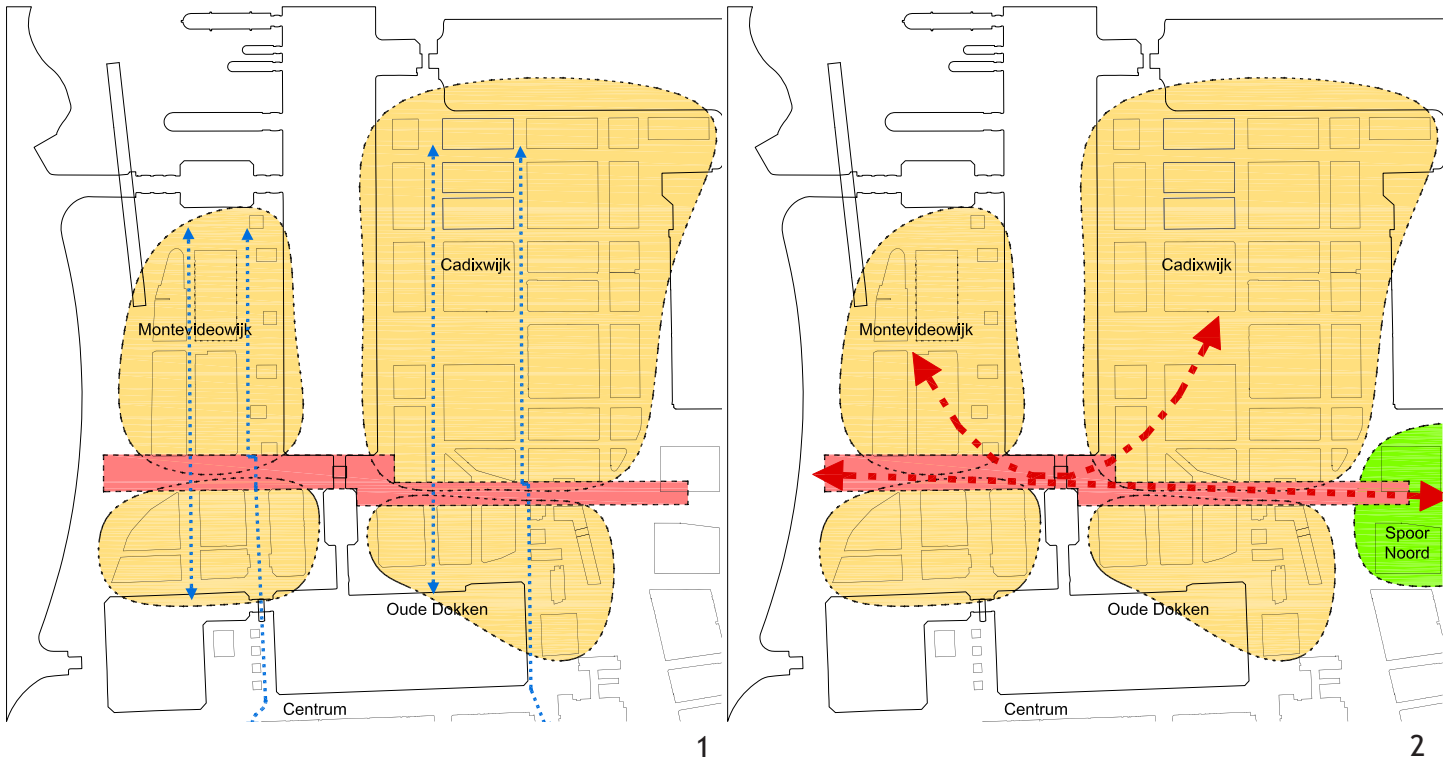 Cadixwijk
Montevideowijk
Oude Dokken
Centrum
1
Cadixwijk
Montevideowijk
Spoor
Noord
Oude Dokken
Centrum
2